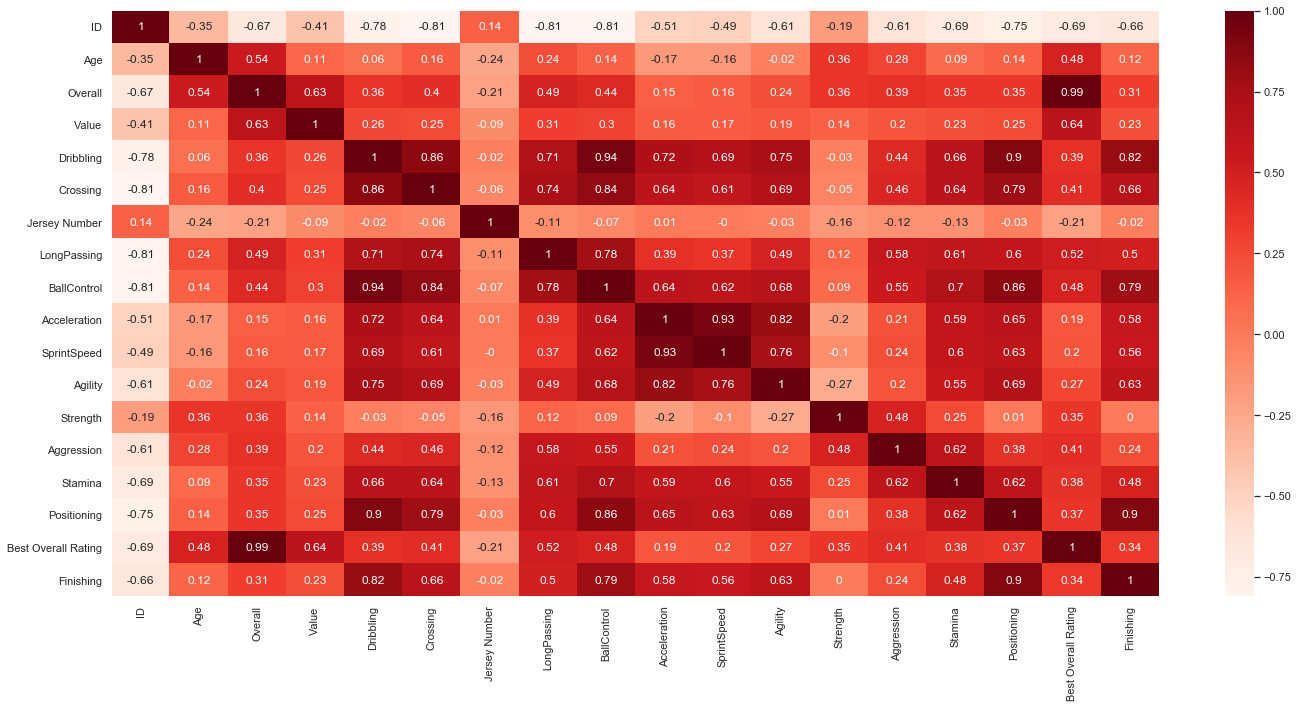 ID 1 -0.35 -0.67 -0.41 -0.78 -0.81 0.14 -0.81 -0.81 -0.51 -0.49 -0.61 -0.19 -0.61 -0.69 -0.75 -0.69 -0.66
Age -0.35 1 0.54 0.11 0.06 0.16 -0.24 0.24 0.14 -0.17 -0.16 -0.02 0.36 0.28 0.09 0.14 0.48 0.12
Overall -0.67 0.54 1 0.63 0.36 0.4 -0.21 0.49 0.44 0.15 0.16 0.24 0.36 0.39 0.35 0.35 0.99 0.31
Value -0.41 0.11 0.63 1 0.26 0.25 -0.09 0.31 0.3 0.16 0.17 0.19 0.14 0.2 0.23 0.25 0.64 0.23
Dribbling -0.78 0.06 0.36 0.26 1 0.86 -0.02 0.71 0.94 0.72 0.69 0.75 -0.03 0.44 0.66 0.9 0.39 0.82
Crossing -0.81 0.16 0.4 0.25 0.86 1 -0.06 0.74 0.84 0.64 0.61 0.69 -0.05 0.46 0.64 0.79 0.41 0.66
Jersey Number 0.14 -0.24 -0.21 -0.09 -0.02 -0.06 1 -0.11 -0.07 0.01 -0 -0.03 -0.16 -0.12 -0.13 -0.03 -0.21 -0.02
LongPassing -0.81 0.24 0.49 0.31 0.71 0.74 -0.11 1 0.78 0.39 0.37 0.49 0.12 0.58 0.61 0.6 0.52 0.5
BallControl -0.81 0.14 0.44 0.3 0.94 0.84 -0.07 0.78 1 0.64 0.62 0.68 0.09 0.55 0.7 0.86 0.48 0.79
Acceleration -0.51 -0.17 0.15 0.16 0.72 0.64 0.01 0.39 0.64 1 0.93 0.82 -0.2 0.21 0.59 0.65 0.19 0.58
SprintSpeed -0.49 -0.16 0.16 0.17 0.69 0.61 -0 0.37 0.62 0.93 1 0.76 -0.1 0.24 0.6 0.63 0.2 0.56
Agility -0.61 -0.02 0.24 0.19 0.75 0.69 -0.03 0.49 0.68 0.82 0.76 1 -0.27 0.2 0.55 0.69 0.27 0.63
Strength -0.19 0.36 0.36 0.14 -0.03 -0.05 -0.16 0.12 0.09 -0.2 -0.1 -0.27 1 0.48 0.25 0.01 0.35 0
Aggression -0.61 0.28 0.39 0.2 0.44 0.46 -0.12 0.58 0.55 0.21 0.24 0.2 0.48 1 0.62 0.38 0.41 0.24
Stamina -0.69 0.09 0.35 0.23 0.66 0.64 -0.13 0.61 0.7 0.59 0.6 0.55 0.25 0.62 1 0.62 0.38 0.48
Positioning -0.75 0.14 0.35 0.25 0.9 0.79 -0.03 0.6 0.86 0.65 0.63 0.69 0.01 0.38 0.62 1 0.37 0.9
Best Overall Rating -0.69 0.48 0.99 0.64 0.39 0.41 -0.21 0.52 0.48 0.19 0.2 0.27 0.35 0.41 0.38 0.37 1 0.34
Finishing -0.66 0.12 0.31 0.23 0.82 0.66 -0.02 0.5 0.79 0.58 0.56 0.63 0 0.24 0.48 0.9 0.34 1
ID
Age
Overall
Value
Dribbling
Crossing
Jersey Number
LongPassing
BallControl
Acceleration
SprintSpeed
Agility
Strength
Aggression
Stamina
Positioning
Best Overall Rating
Finishing
1.00
0.75
0.50
0.25
0.00
−0.25
−0.50
−0.75